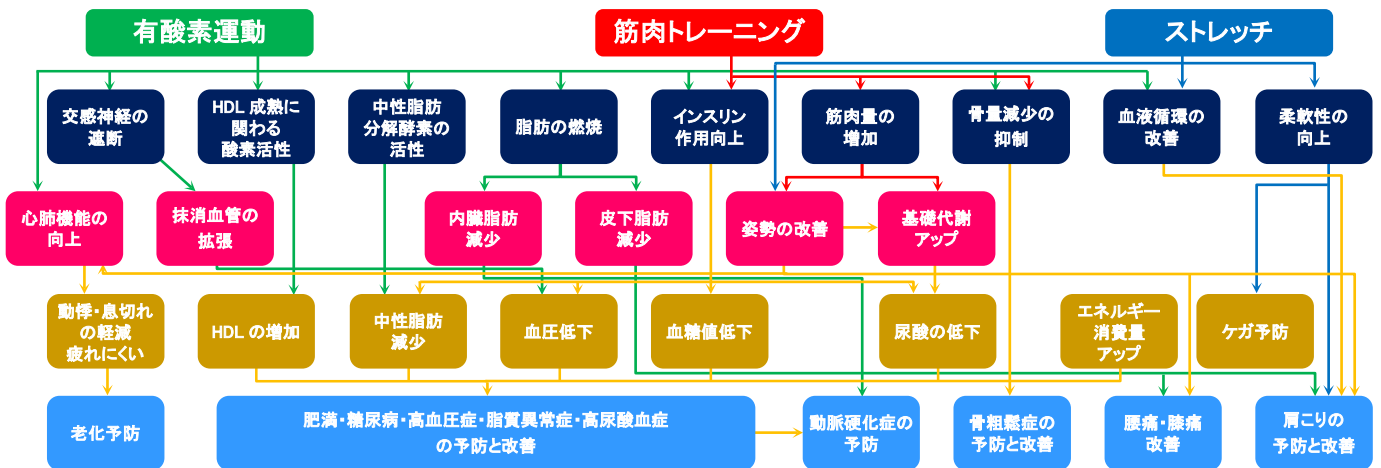 有酸素運動
筋肉トレーニング
ストレッチ
交感神経の
遮断
HDL 成熟に
関わる
酸素活性
中性脂肪
分解酵素の
活性
脂肪の燃焼
インスリン
作用向上
筋肉量の
増加
骨量減少の
抑制
血液循環の
改善
柔軟性の
向上
心肺機能の
向上
抹消血管の
拡張
内臓脂肪
減少
皮下脂肪
減少
姿勢の改善
基礎代謝
アップ
動悸・息切れ
の軽減
疲れにくい
HDL の増加
中性脂肪
減少
血圧低下
血糖値低下
尿酸の低下
エネルギー
消費量
アップ
ケガ予防
老化予防
肥満・糖尿病・高血圧症・脂質異常症・高尿酸血症
の予防と改善
動脈硬化症の
予防
骨粗鬆症の
予防と改善
腰痛・膝痛
改善
肩こりの
予防と改善